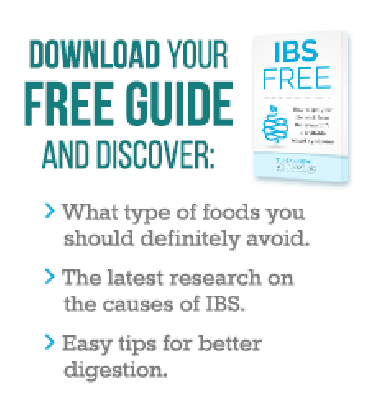 DOWNLOAD YOUR
FREE GUIDE
AND DISCOVER:
IBS
FREE
> What type of foods you
should definitely avoid.
> The latest research on
the causes of IBS.
> Easy tips for better
digestion.